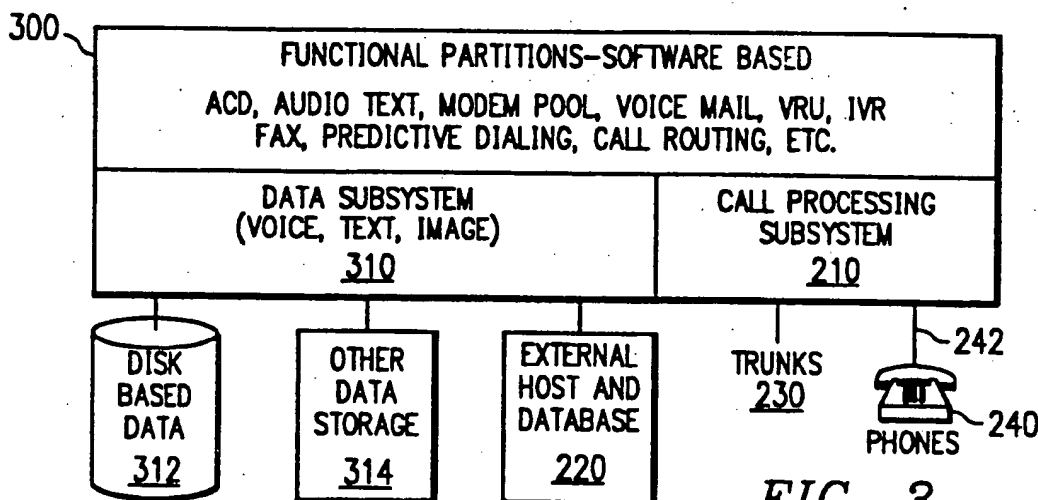 300
FUNCTIONAL PARTITIONS-SOFTWARE BASED
ACD, AUDIO TEXT, MODEM POOL, VOICE MAIL, VRU, IVR
FAX, PREDICTIVE DIALING, CALL ROUTING, ETC.
DATA SUBSYSTEM
(VOICE, TEXT, IMAGE)
310
CALL PROCESSING
SUBSYSTEM
210
DISK
BASED
DATA
312
OTHER
DATA
STORAGE
314
EXTERNAL
HOST AND
DATABASE
220
TRUNKS
230
242
240
PHONES
FIG.